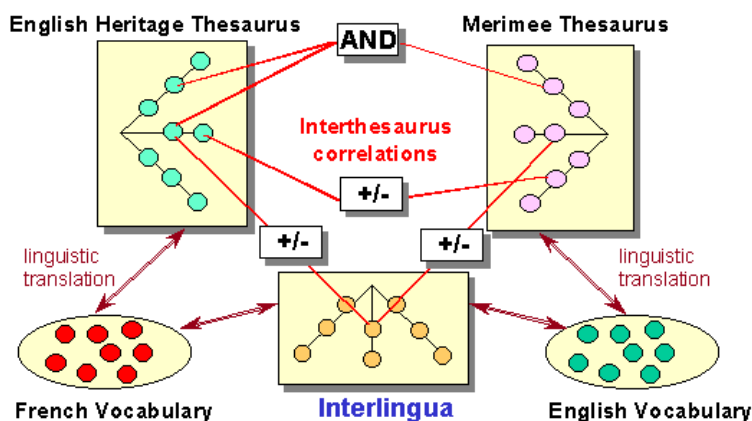 English Heritage Thesaurus
Merimee Thesaurus
AND
Interthesaurus
correlations
+/-
+/-
+/-
linguistic
translation
linguistic
translation
French Vocabulary
Interlingua
English Vocabulary